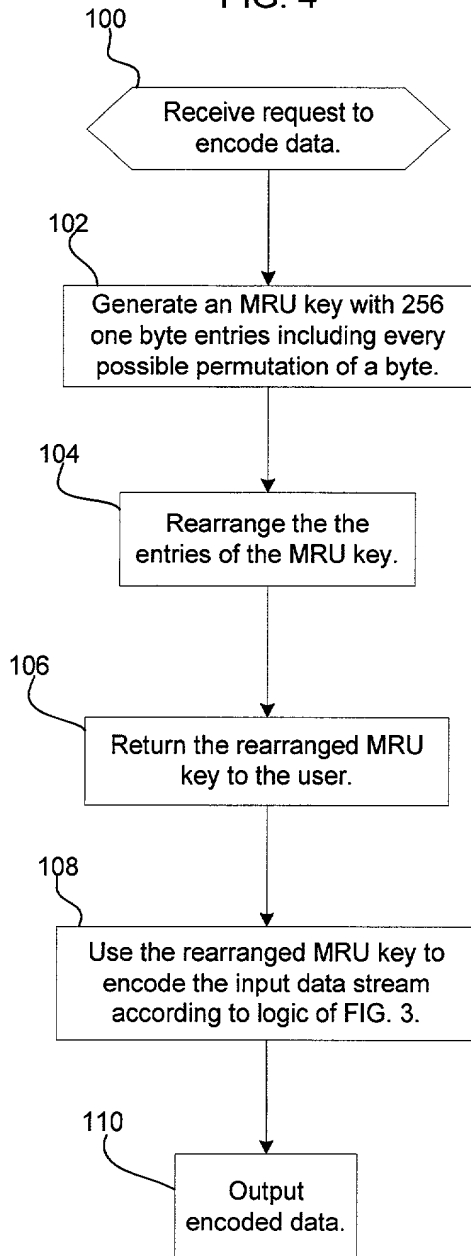 FIG. 4
100
Receive request to
encode data.
102
Generate an MRU key with 256
one byte entries including every
possible permutation of a byte.
104
Rearrange the the
entries of the MRU key.
106
Return the rearranged MRU
key to the user.
108
Use the rearranged MRU key to
encode the input data stream
according to logic of FIG. 3.
110
Output
encoded data.